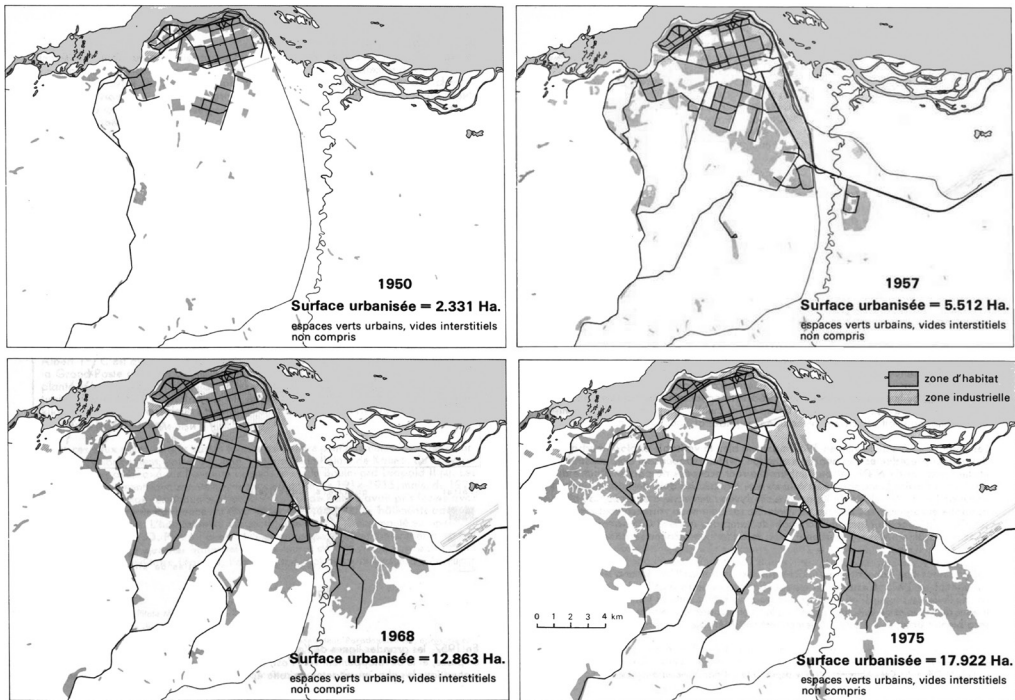 1950
Surface urbanisée = 2.331 Ha.
espaces verts urbains, vides interstitiels
non compris
1957
Surface urbanisée = 5.512 Ha.
espaces verts urbains, vides interstitiels
non compris
1968
Surface urbanisée = 12.863 Ha.
espaces verts urbains, vides interstitiels
non compris
zone d'habitat
zone industrielle
0 1 2 3 4 km
1975
Surface urbanisée = 17.922 Ha.
espaces verts urbains, vides interstitiels
non compris